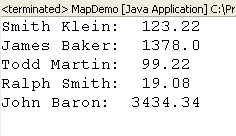 <terminated> MapDemo [Java Application] C:\Pr
Smith Klein:  123.22
James Baker:  1378.0
Todd Martin:  99.22
Ralph Smith:  19.08
John Baron:  3434.34